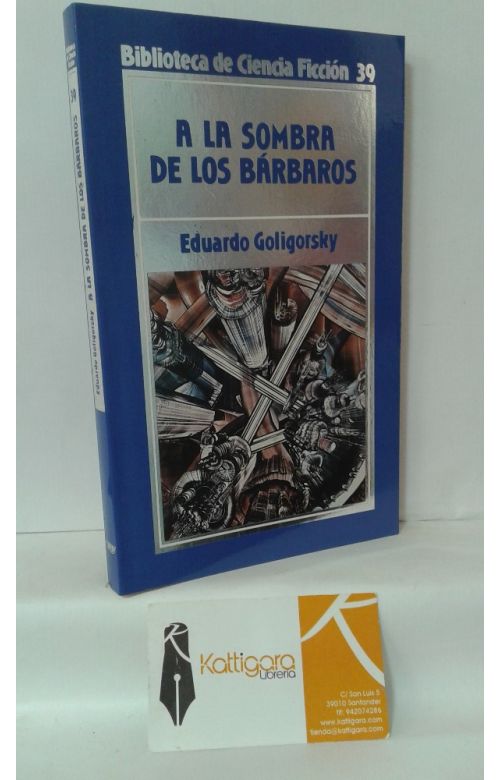 Biblioteca de Ciencia Ficción 39
A LA SOMBRA
DE LOS BÁRBAROS
Eduardo Goligorsky
Eduardo Goligorsky A LA SOMBRA DE LOS BÁRBAROS
39
K
Kattigara
Librería
C/ San Luis 5
39010 Santander
Tlf: 942074286
www.kattigara.com
tienda@kattigara.com